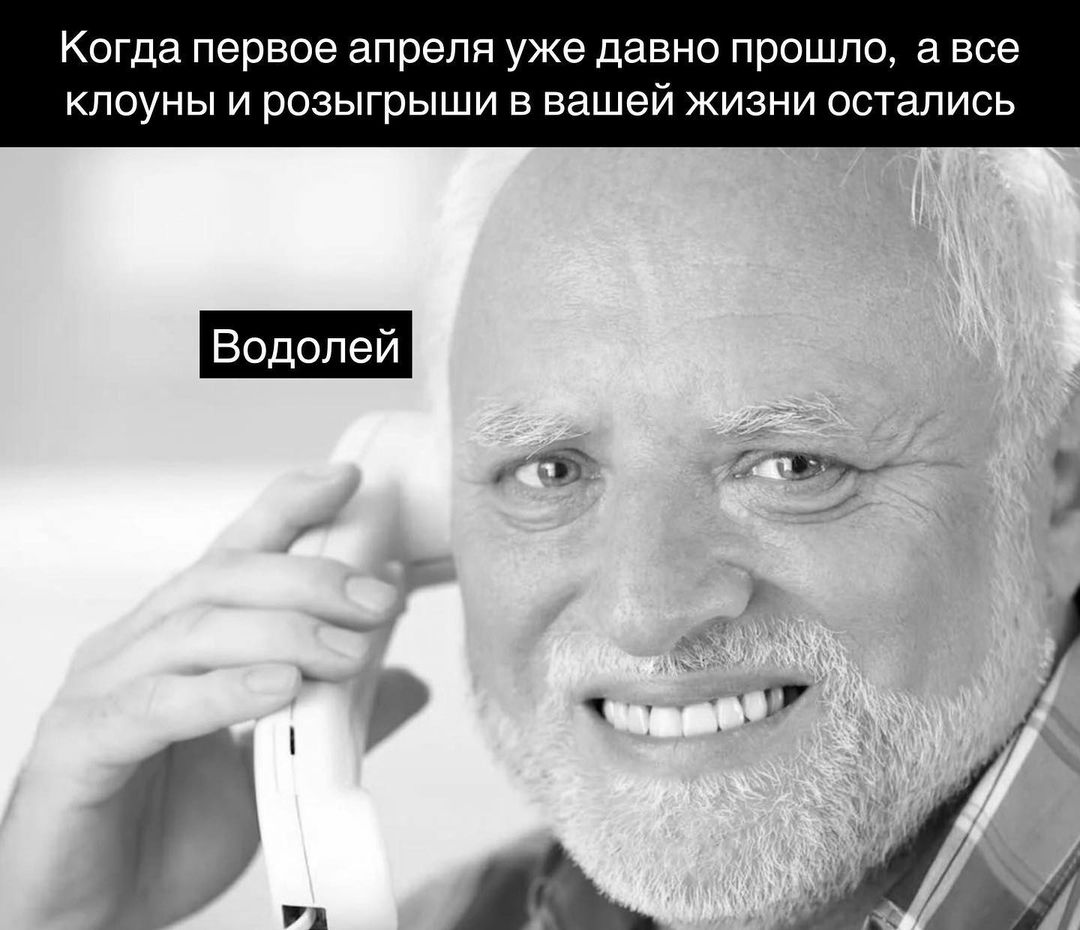 Когда первое апреля уже давно прошло, а все
клоуны и розыгрыши в вашей жизни остались
Водолей